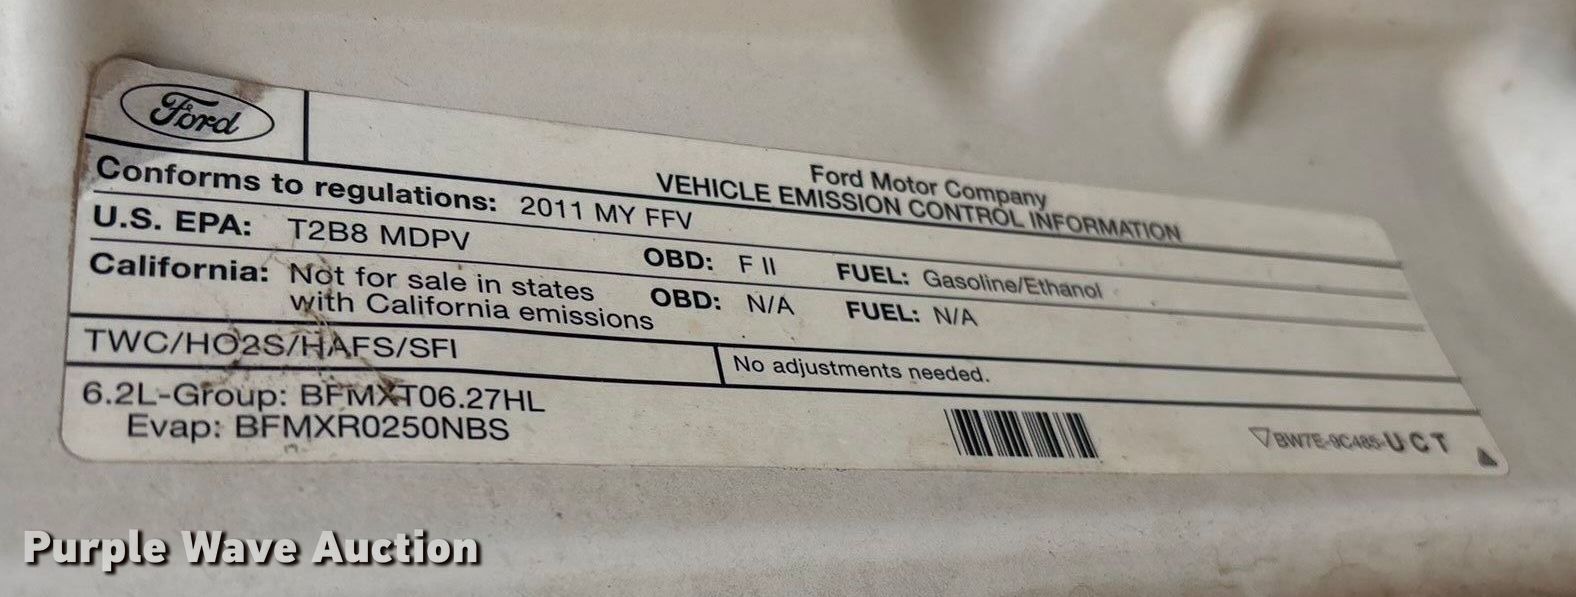 Ford
Ford Motor Company
VEHICLE EMISSION CONTROL INFORMATION
Conforms to regulations: 2011 MY FFV
U.S. EPA: T2B8 MDPV OBD: F II FUEL: Gasoline/Ethanol
California: Not for sale in states with California emissions OBD: N/A FUEL: N/A
TWC/HO2S/HAFS/SFI
No adjustments needed.
6.2L-Group: BFMXT06.27HL
Evap: BFMXR0250NBS
BW7E-9C485-UCT
Purple Wave Auction